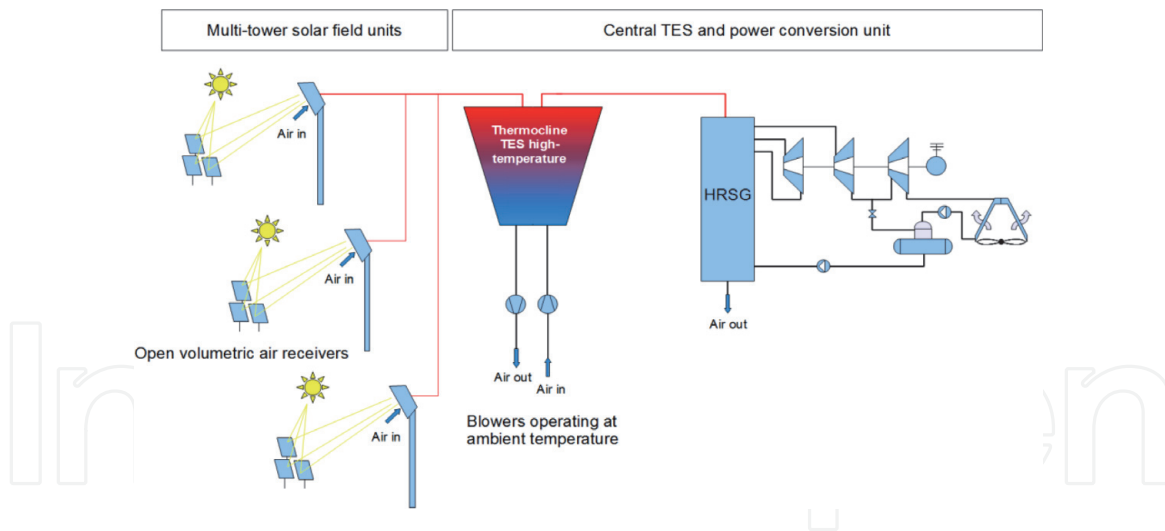 Multi-tower solar field units
Central TES and power conversion unit
Air in
Thermocline
TES high-
temperature
HRSG
Air in
Open volumetric air receivers
Air out
Air out
Air in
Blowers operating at
ambient temperature
Air in